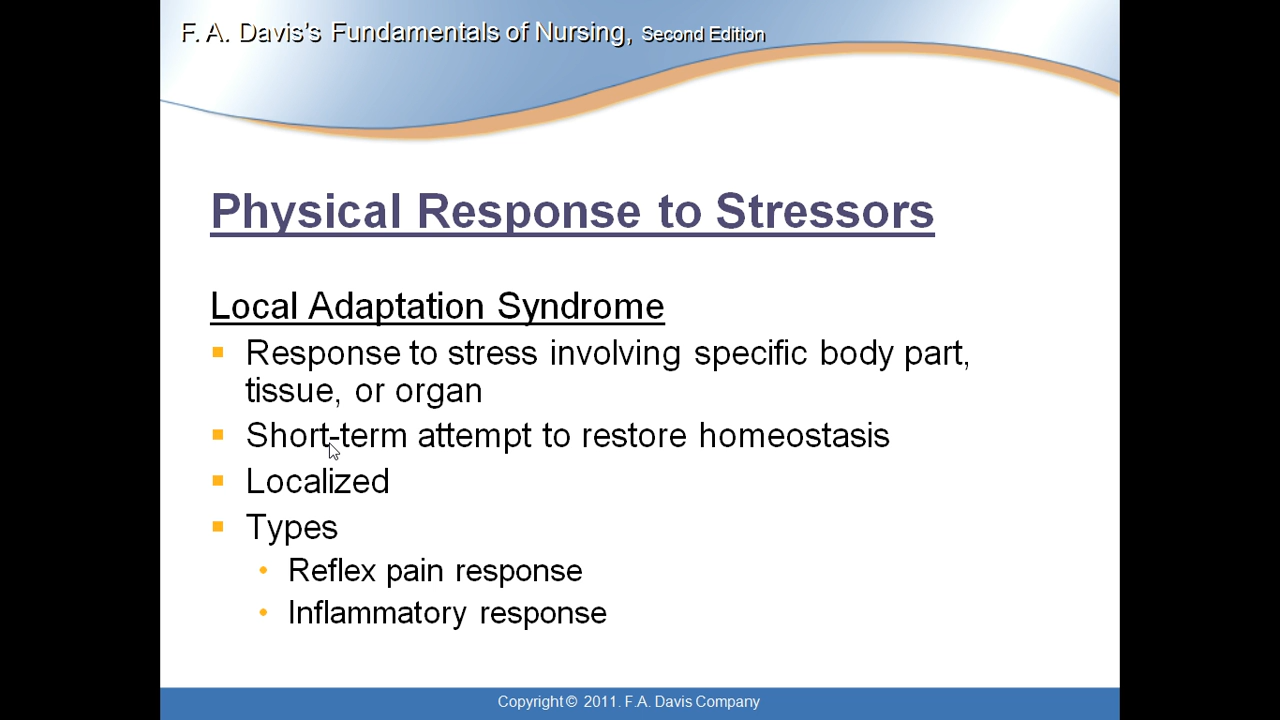 F. A. Davis's Fundamentals of Nursing, Second Edition
Physical Response to Stressors
Local Adaptation Syndrome
Response to stress involving specific body part,
tissue, or organ
Short-term attempt to restore homeostasis
Localized
Types
Reflex pain response
Inflammatory response
Copyright © 2011. F.A. Davis Company